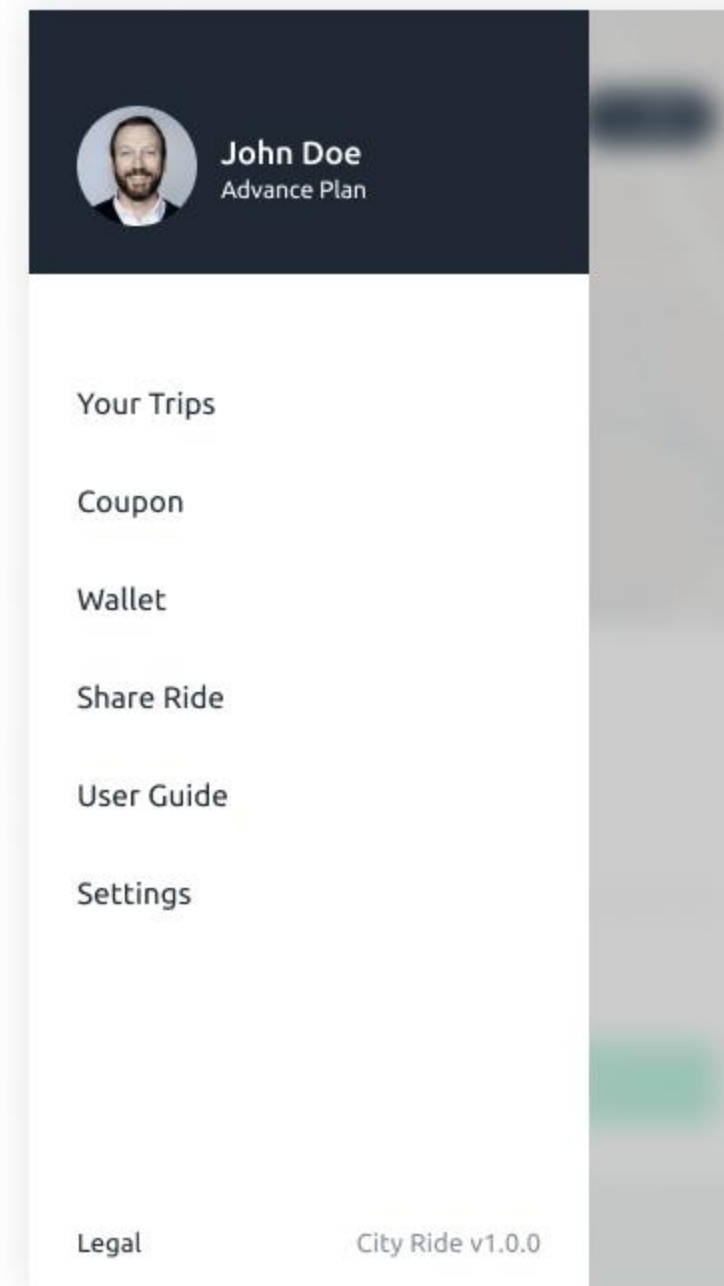 John Doe
Advance Plan
Your Trips
Coupon
Wallet
Share Ride
User Guide
Settings
Legal
City Ride v1.0.0